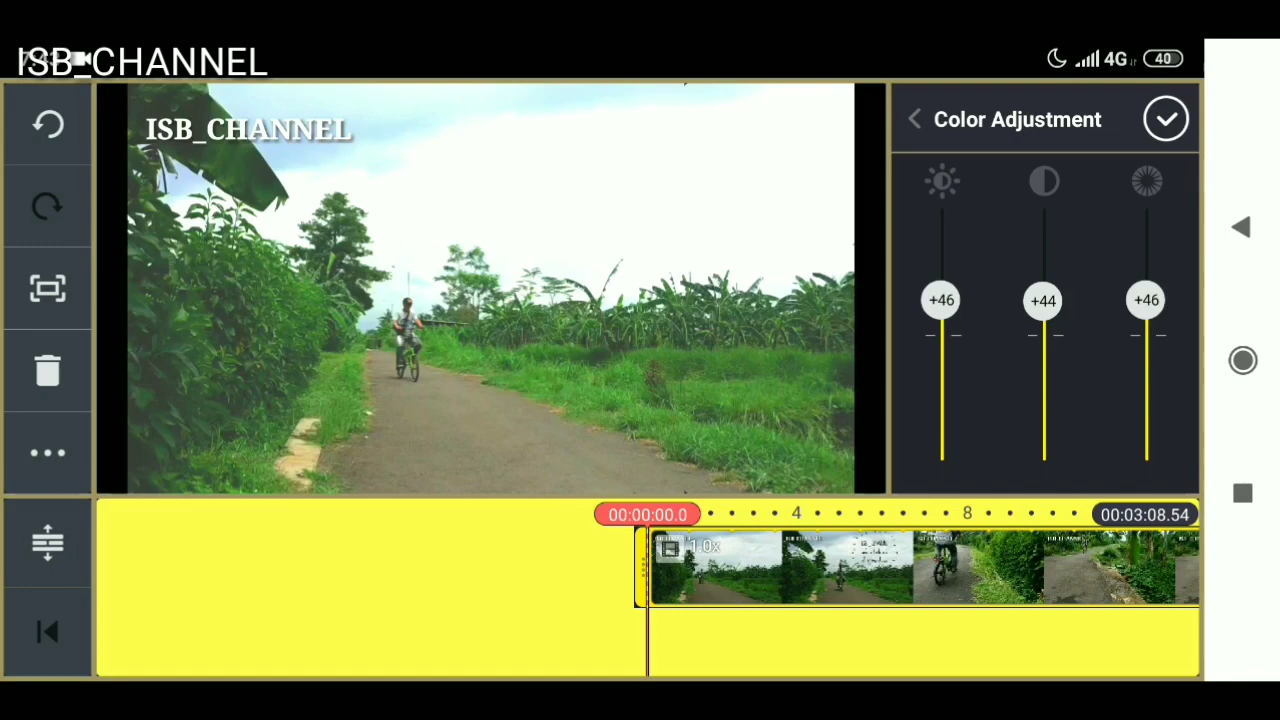 ISB_CHANNEL
4G
40
ISB_CHANNEL
Color Adjustment
+46
+44
+46
00:00:00.0
4
8
00:03:08.54
1.0x